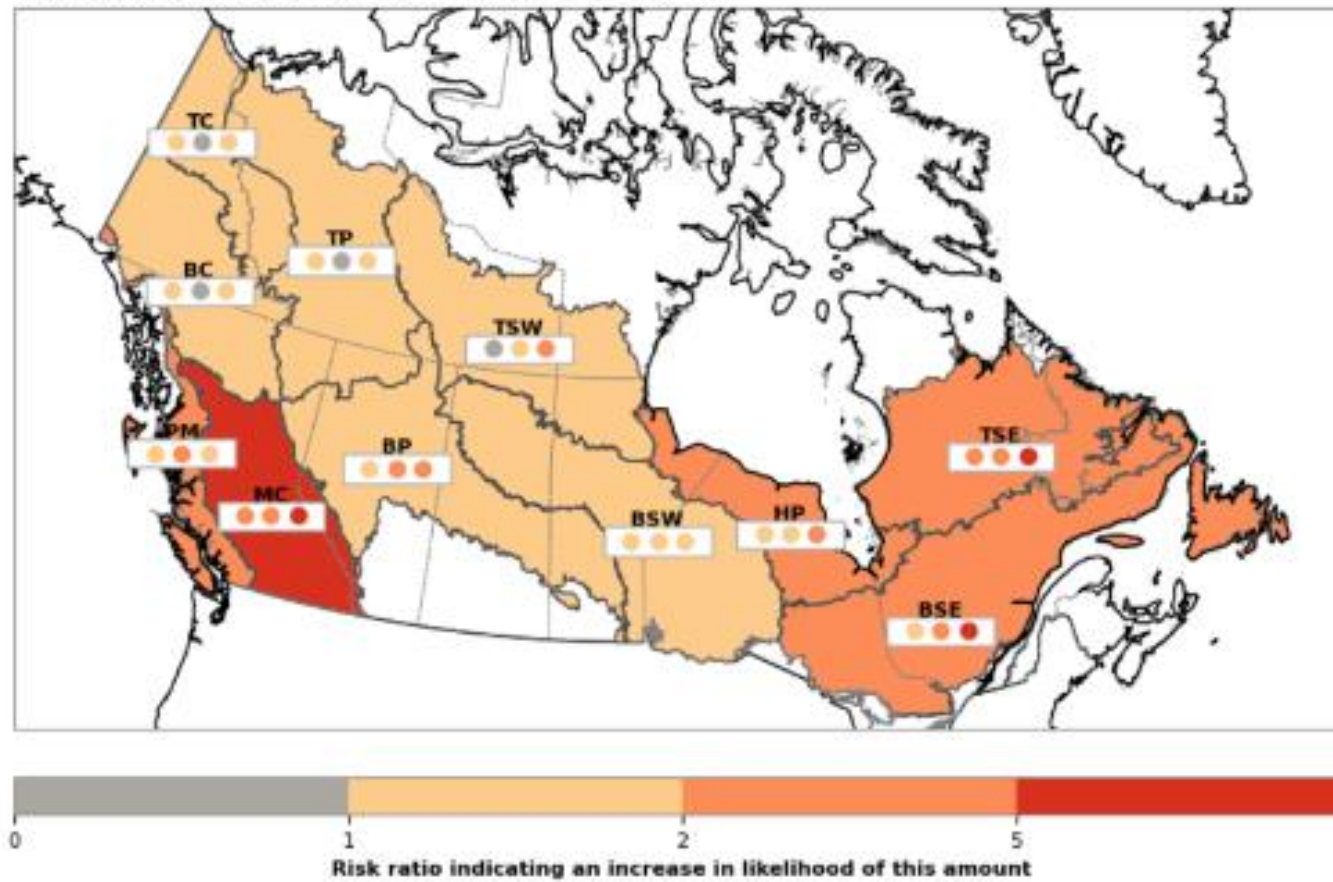 TC
TP
BC
TSW
PM
BP
TSE
MC
HP
BSW
BSE
0 1 2 5
Risk ratio indicating an increase in likelihood of this amount